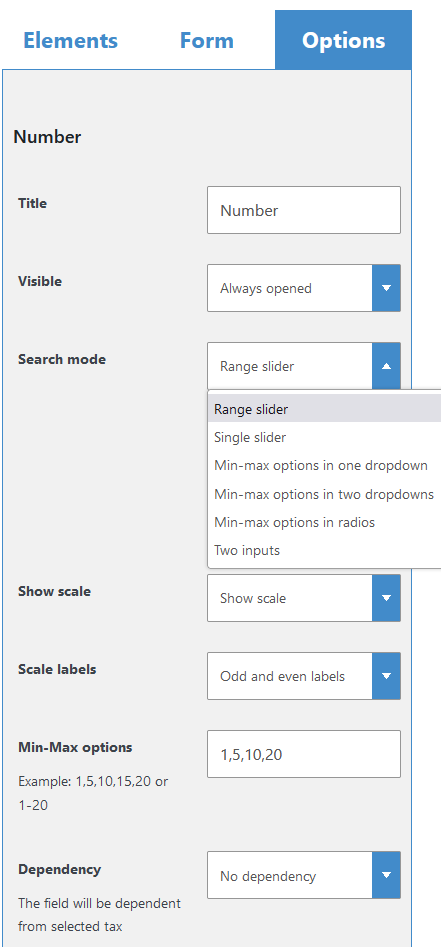 Elements Form Options
Number
Title Number
Visible Always opened
Search mode Range slider
Range slider
Single slider
Min-max options in one dropdown
Min-max options in two dropdowns
Min-max options in radios
Two inputs
Show scale Show scale
Scale labels Odd and even labels
Min-Max options 1,5,10,20
Example: 1,5,10,15,20 or
1-20
Dependency No dependency
The field will be dependent
from selected tax